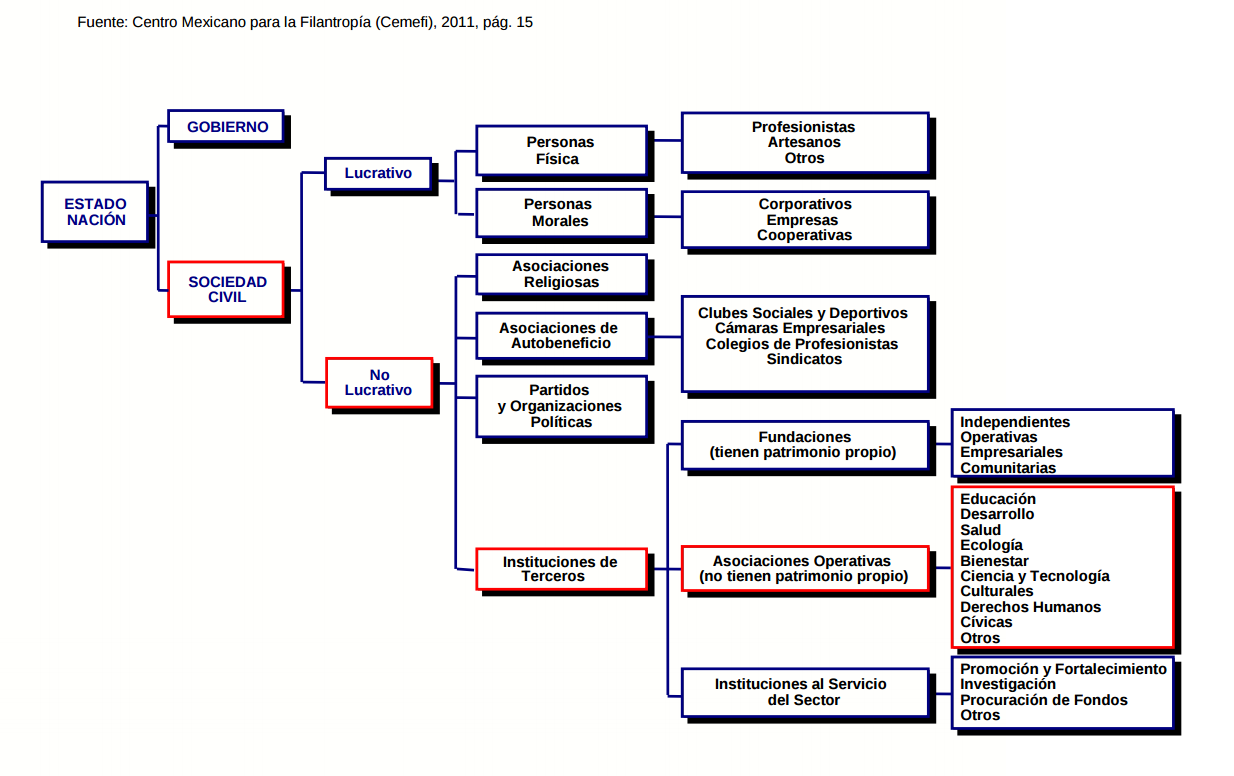 Fuente: Centro Mexicano para la Filantropía (Cemefi), 2011, pág. 15
ESTADO
NACIÓN
GOBIERNO
SOCIEDAD
CIVIL
Lucrativo
No
Lucrativo
Personas
Física
Personas
Morales
Asociaciones
Religiosas
Asociaciones de
Autobeneficio
Partidos
y Organizaciones
Políticas
Instituciones de
Terceros
Profesionistas
Artesanos
Otros
Corporativos
Empresas
Cooperativas
Clubes Sociales y Deportivos
Cámaras Empresariales
Colegios de Profesionistas
Sindicatos
Fundaciones
(tienen patrimonio propio)
Asociaciones Operativas
(no tienen patrimonio propio)
Instituciones al Servicio
del Sector
Independientes
Operativas
Empresariales
Comunitarias
Educación
Desarrollo
Salud
Ecología
Bienestar
Ciencia y Tecnología
Culturales
Derechos Humanos
Cívicas
Otros
Promoción y Fortalecimiento
Investigación
Procuración de Fondos
Otros